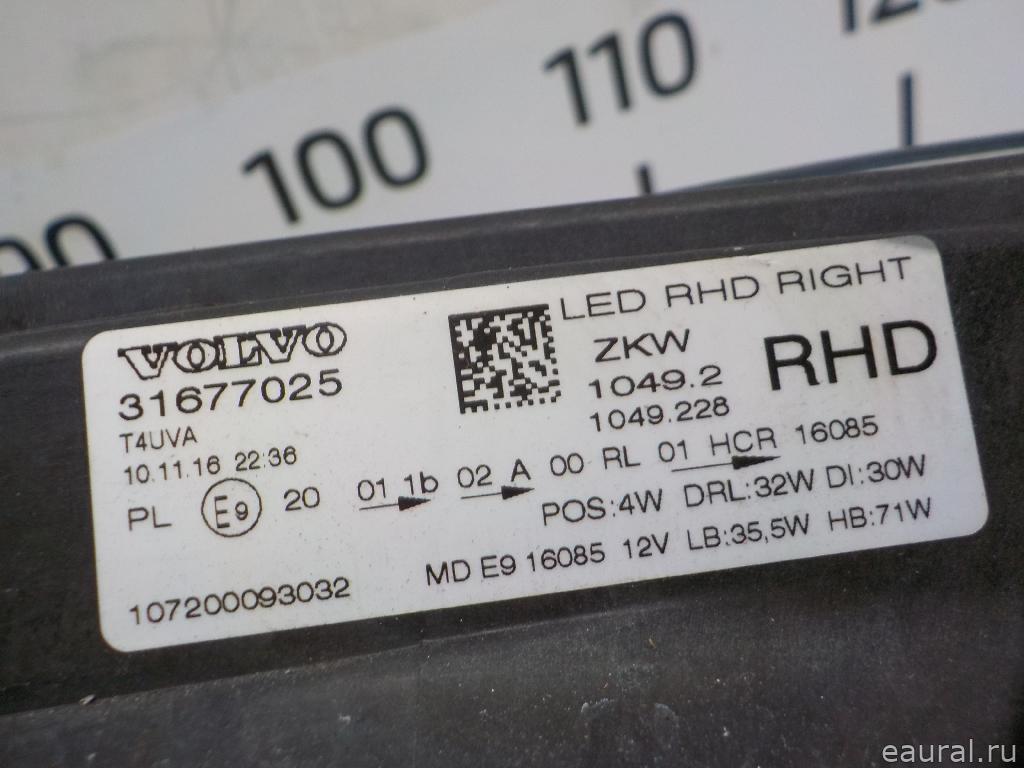 100
110
VOLVO
31677025
T4UVA
10.11.16 22:36
LED RHD RIGHT
ZKW
1049.2
1049.228
RHD
PL E9 20 01 1b 02 A 00 RL 01 HCR 16085
POS:4W DRL:32W DI:30W
MD E9 16085 12V LB:35,5W HB:71W
107200093032
eaural.ru